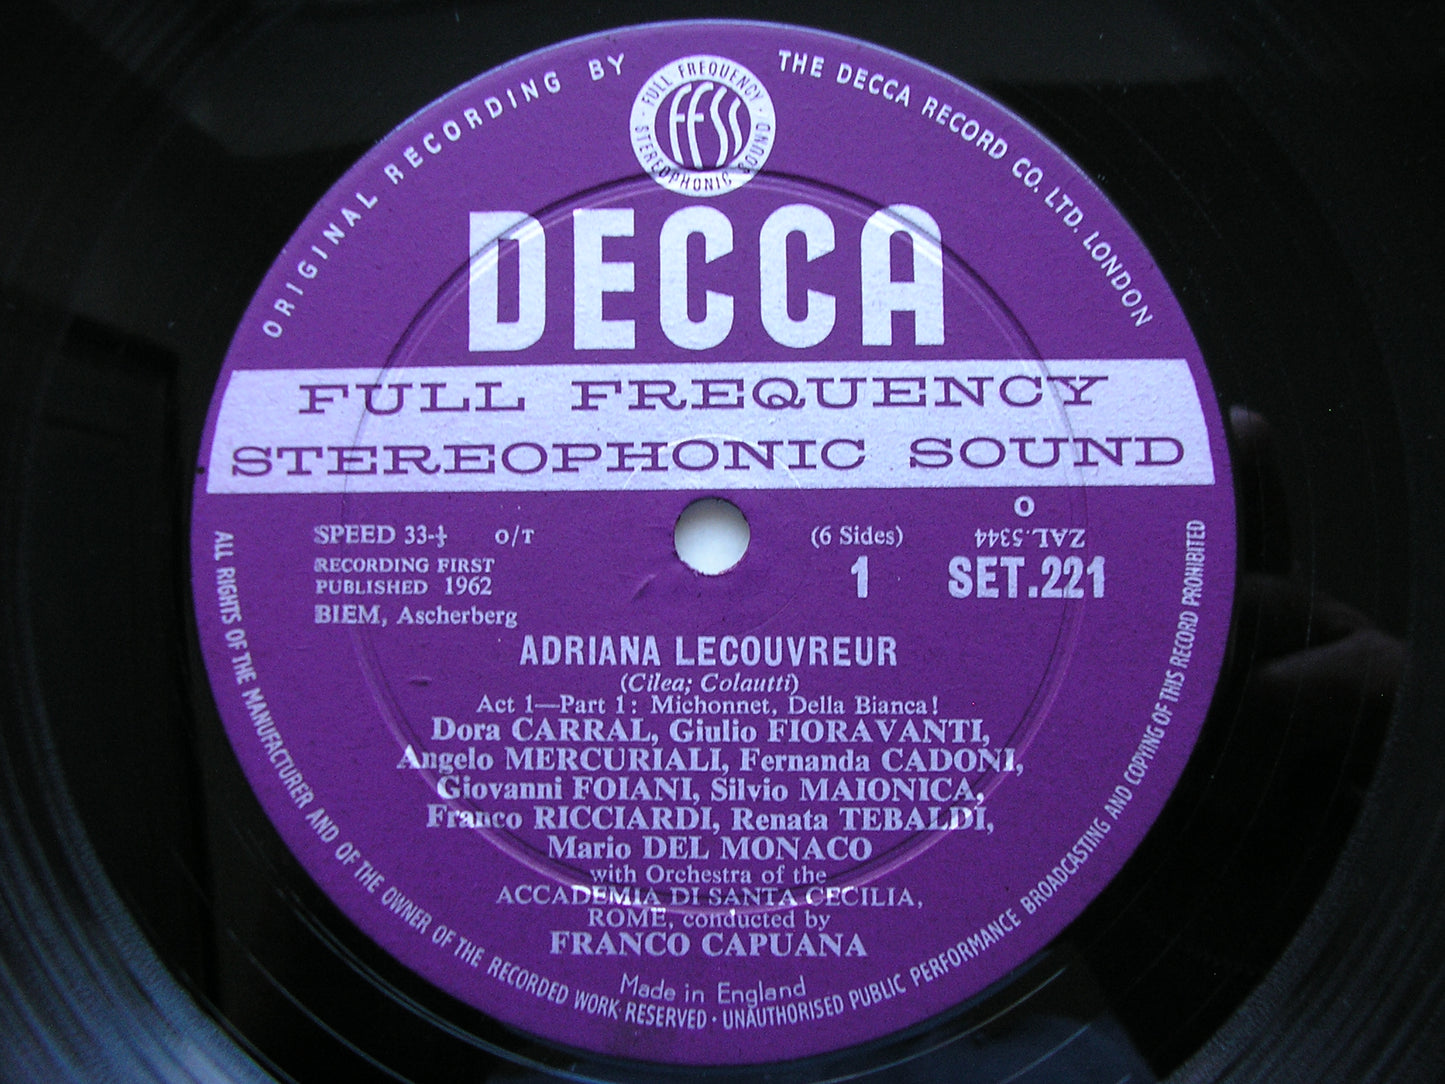 ORIGINAL RECORDING BY
THE DECCA RECORD CO. LTD. LONDON
FULL FREQUENCY
FFSS
STEREOPHONIC SOUND
DECCA
FULL FREQUENCY
STEREOPHONIC SOUND
SPEED 33-⅓ O/T
RECORDING FIRST
PUBLISHED 1962
BIEM, Ascherberg
(6 Sides)
1
O
ZAL.5344
SET.221
ADRIANA LECOUVREUR
(Cilea; Colautti)
Act 1—Part 1: Michonnet, Della Bianca!
Dora CARRAL, Giulio FIORAVANTI,
Angelo MERCURIALI, Fernanda CADONI,
Giovanni FOIANI, Silvio MAIONICA,
Franco RICCIARDI, Renata TEBALDI,
Mario DEL MONACO
with Orchestra of the
ACCADEMIA DI SANTA CECILIA,
ROME, conducted by
FRANCO CAPUANA
Made in England
ALL RIGHTS OF THE MANUFACTURER AND OF THE OWNER OF THE RECORDED WORK RESERVED · UNAUTHORISED PUBLIC PERFORMANCE BROADCASTING AND COPYING OF THIS RECORD PROHIBITED